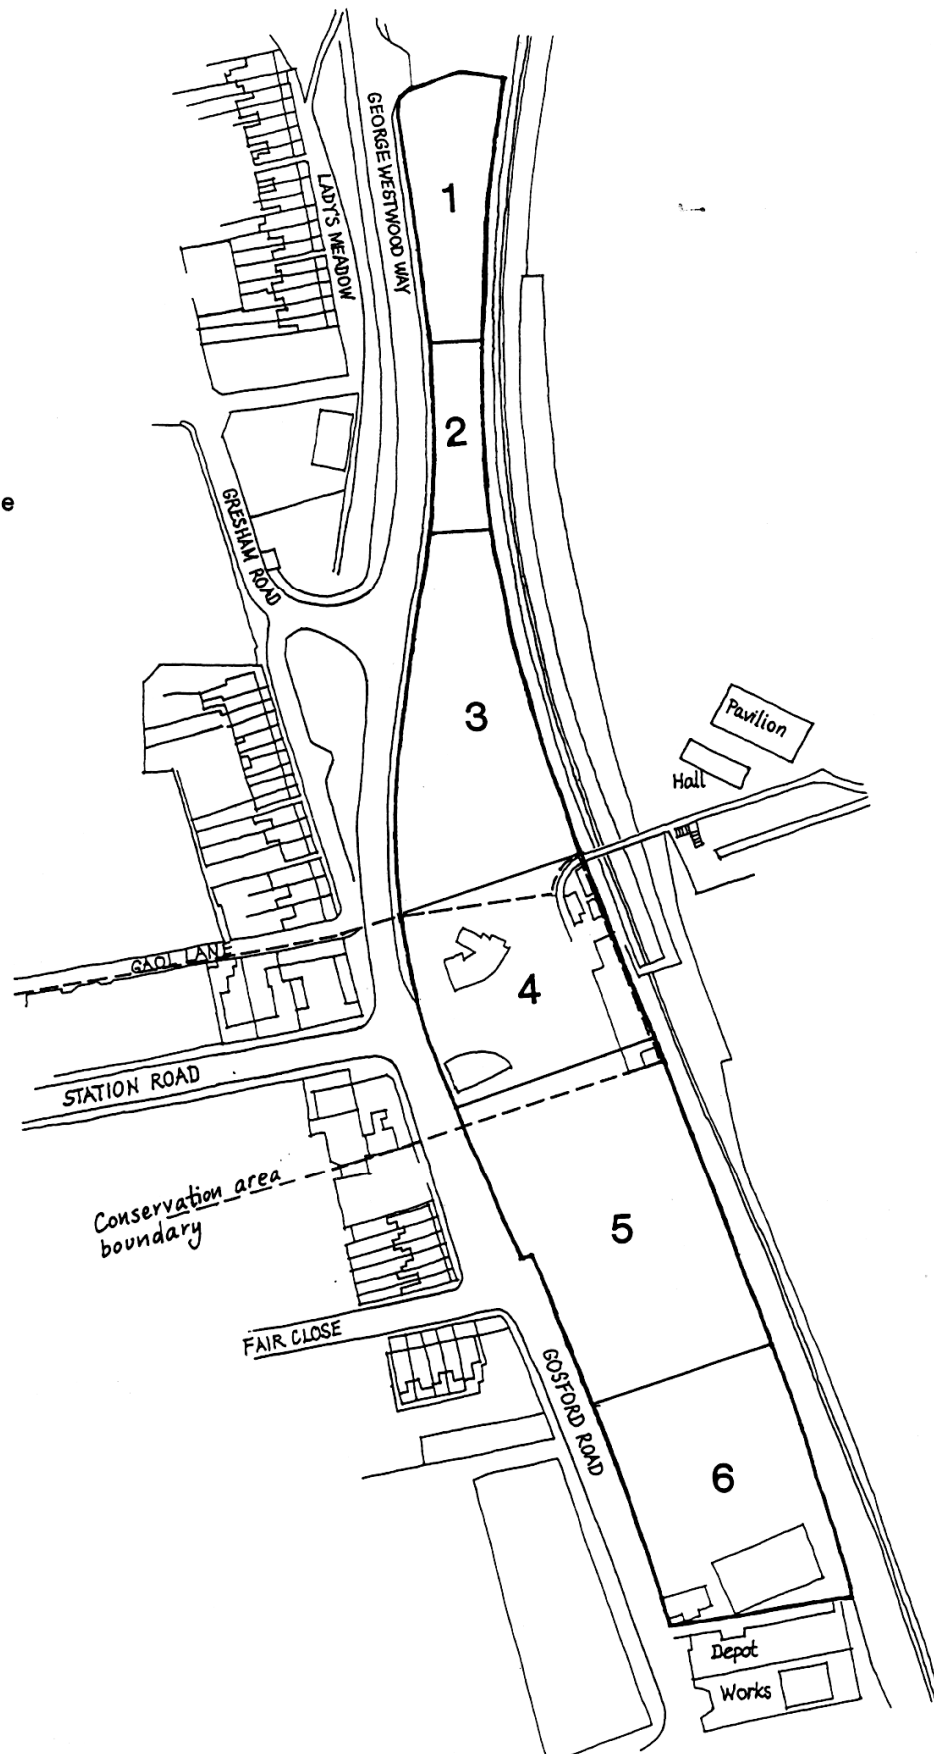 GEORGE WESTWOOD WAY
1
LADY'S MEADOW
2
e
GRESHAM ROAD
3
Pavilion
Hall
GAOL LANE
4
STATION ROAD
Conservation area
boundary
5
FAIR CLOSE
GOSFORD ROAD
6
Depot
Works